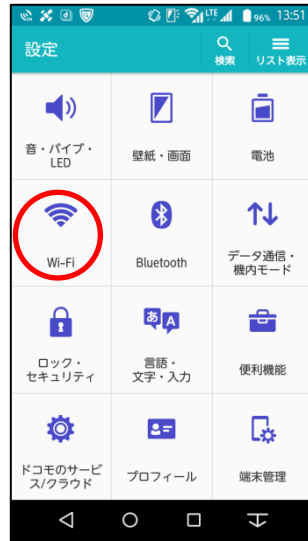 LTE 96% 13:51
設定
検索 リスト表示
音・バイブ・
LED
壁紙・画面
電池
Wi-Fi
Bluetooth
データ通信・
機内モード
ロック・
セキュリティ
言語・
文字・入力
便利機能
ドコモのサービ
ス/クラウド
プロフィール
端末管理